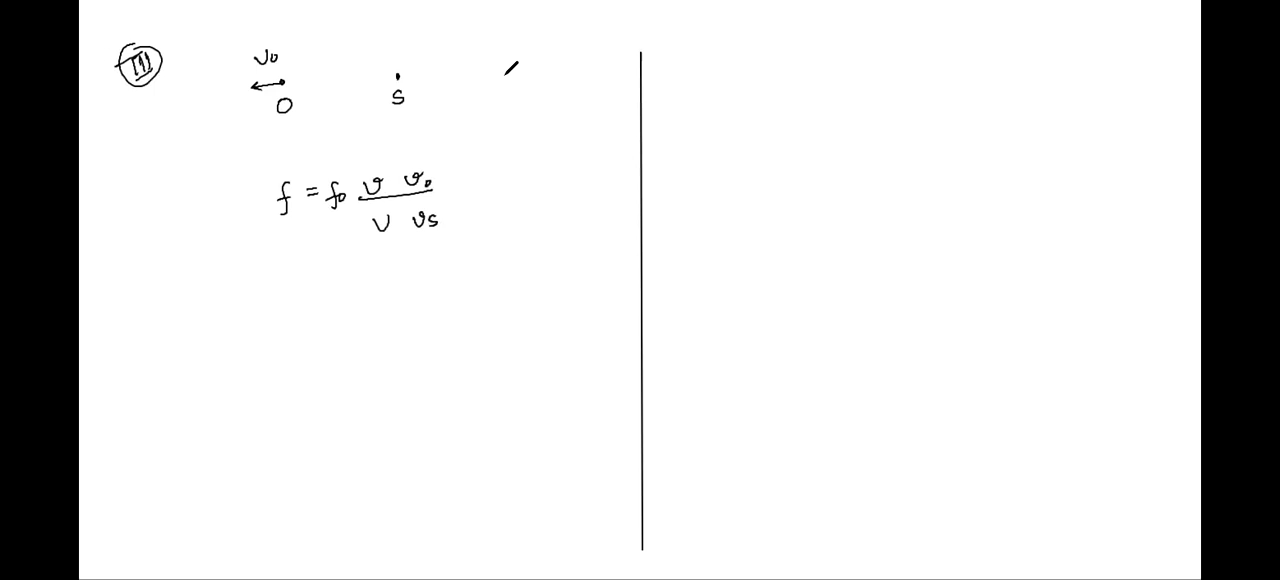 III
v₀
O S
f = f₀ (v v₀)/(v vs)